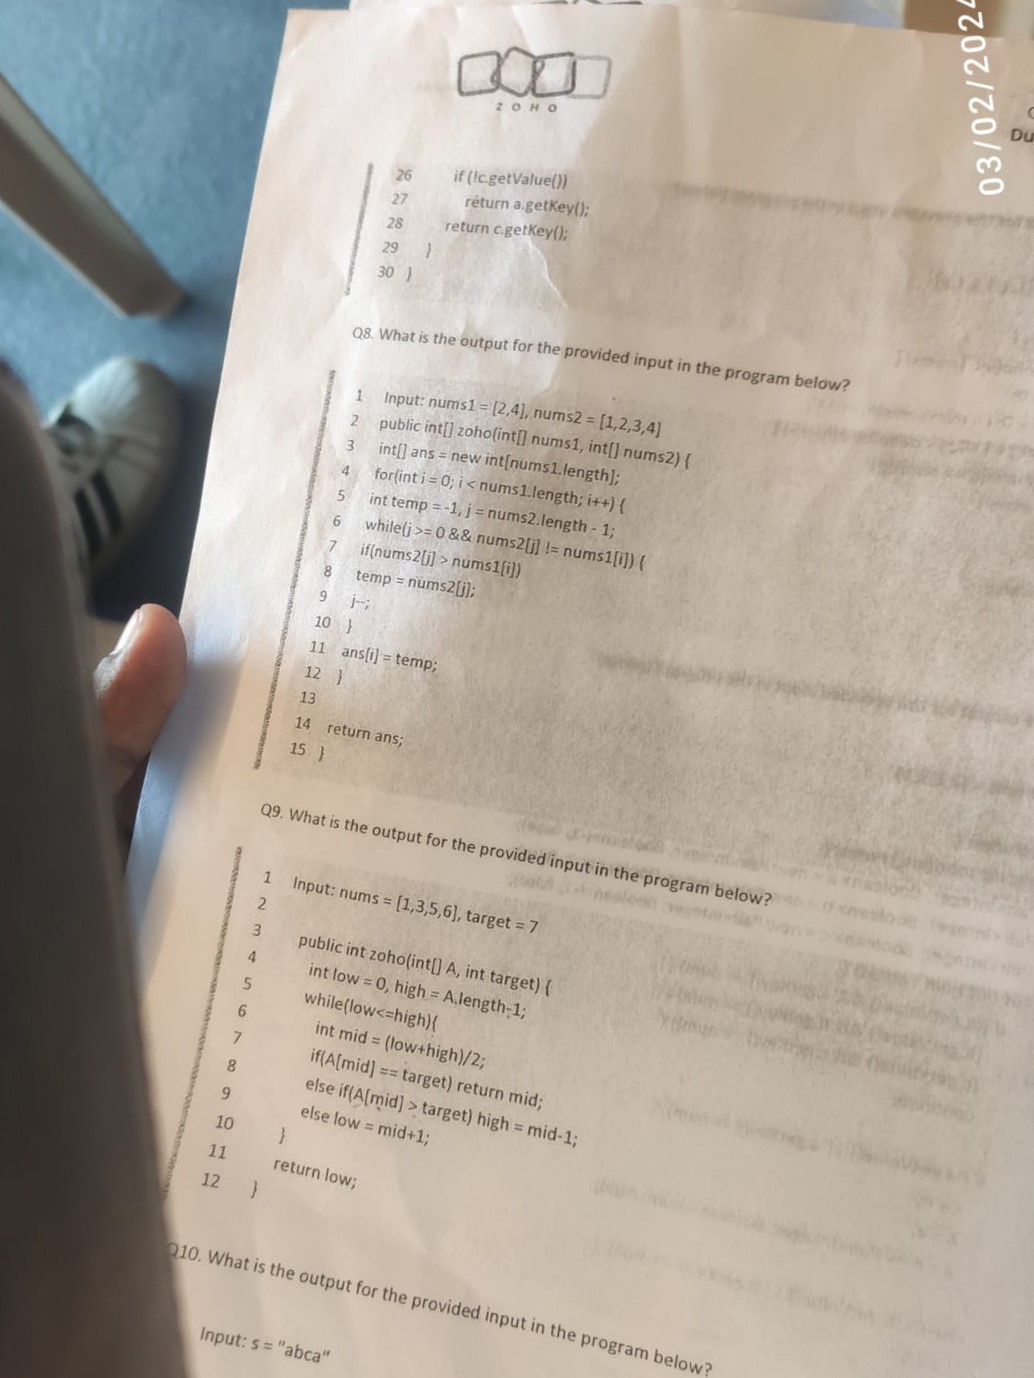 03/02/2024
ZOHO
Du
26 if (!c.getValue())
27 return a.getKey();
28 return c.getKey();
29 }
30 }
Q8. What is the output for the provided input in the program below?
1 Input: nums1 = [2,4], nums2 = [1,2,3,4]
2 public int[] zoho(int[] nums1, int[] nums2) {
3 int[] ans = new int[nums1.length];
4 for(int i = 0; i < nums1.length; i++) {
5 int temp = -1, j = nums2.length - 1;
6 while(j >= 0 && nums2[j] != nums1[i]) {
7 if(nums2[j] > nums1[i])
8 temp = nums2[j];
9 j--;
10 }
11 ans[i] = temp;
12 }
13
14 return ans;
15 }
Q9. What is the output for the provided input in the program below?
1 Input: nums = [1,3,5,6], target = 7
2
3 public int zoho(int[] A, int target) {
4 int low = 0, high = A.length-1;
5 while(low<=high){
6 int mid = (low+high)/2;
7 if(A[mid] == target) return mid;
8 else if(A[mid] > target) high = mid-1;
9 else low = mid+1;
10 }
11 return low;
12 }
Q10. What is the output for the provided input in the program below?
Input: s = "abca"